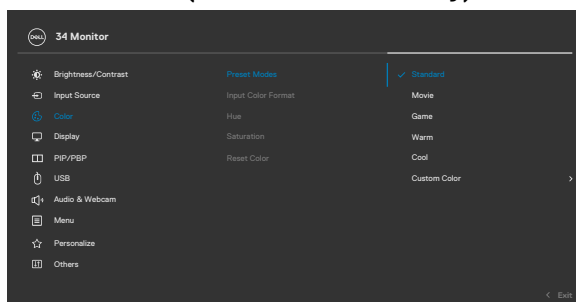 DELL 34 Monitor
Brightness/Contrast Preset Modes Standard
Input Source Input Color Format Movie
Color Hue Game
Display Saturation Warm
PIP/PBP Reset Color Cool
USB Custom Color
Audio & Webcam
Menu
Personalize
Others
Exit